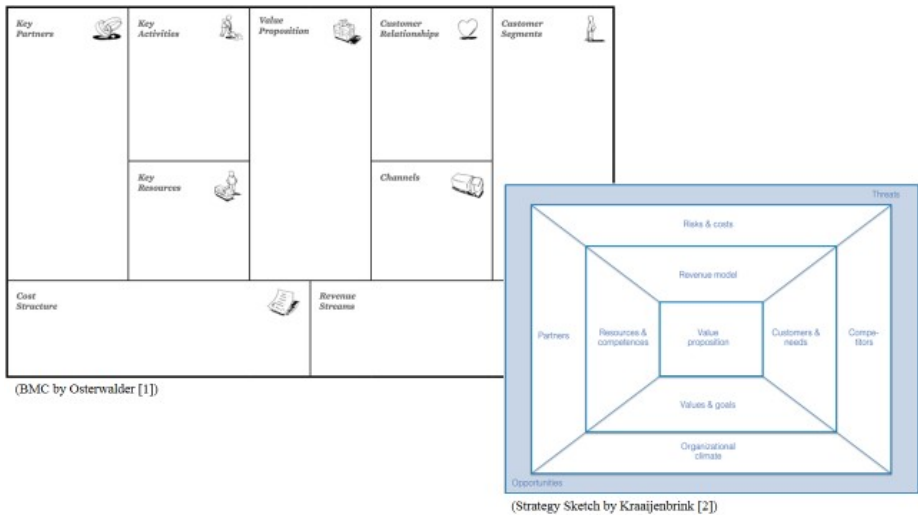 Key
Partners
Key
Activities
Value
Proposition
Customer
Relationships
Customer
Segments
Key
Resources
Channels
Cost
Structure
Revenue
Streams
(BMC by Osterwalder [1])
Threats
Risks & costs
Revenue model
Partners
Resources &
competences
Value
proposition
Customers &
needs
Compe-
titors
Values & goals
Organizational
climate
Opportunities
(Strategy Sketch by Kraaijenbrink [2])